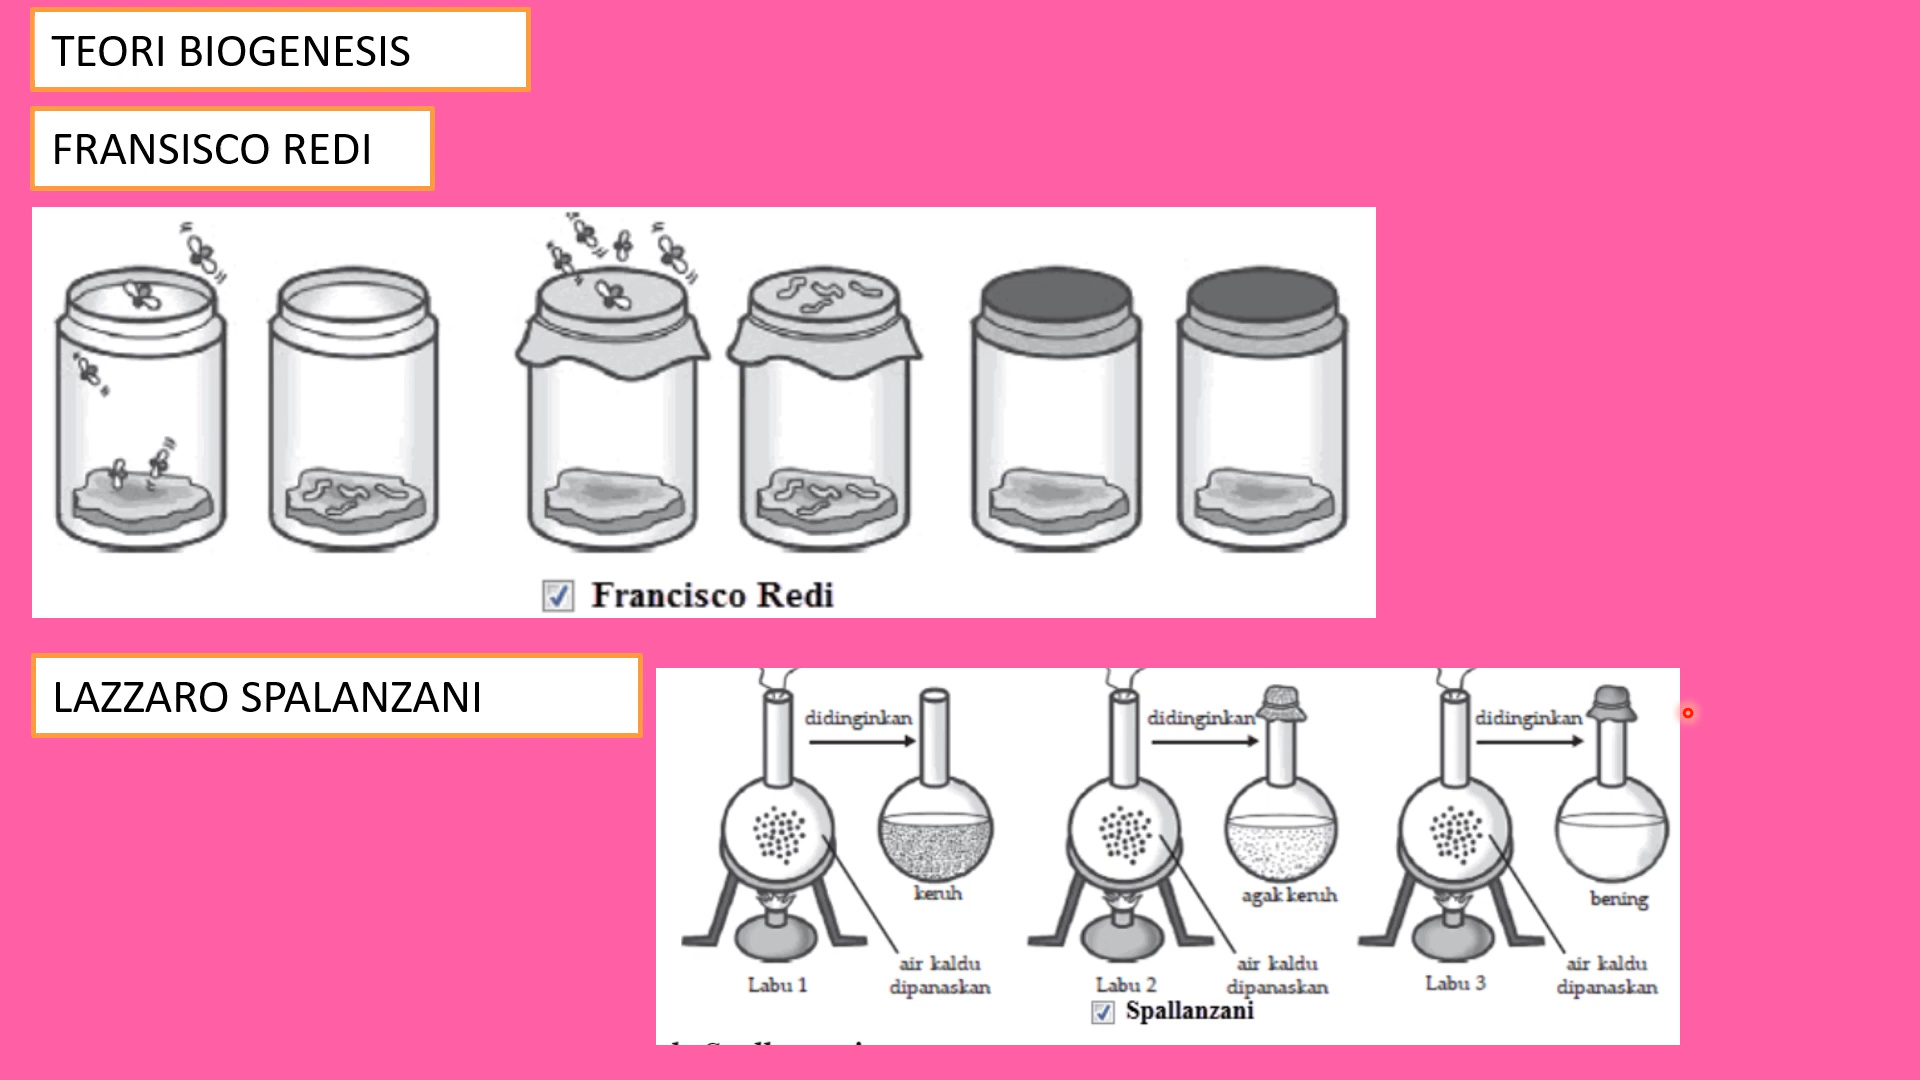 TEORI BIOGENESIS
FRANSISCO REDI
Francisco Redi
LAZZARO SPALANZANI
didinginkan
didinginkan
didinginkan
keruh
agak keruh
bening
air kaldu
dipanaskan
air kaldu
dipanaskan
air kaldu
dipanaskan
Labu 1
Labu 2
Labu 3
Spallanzani